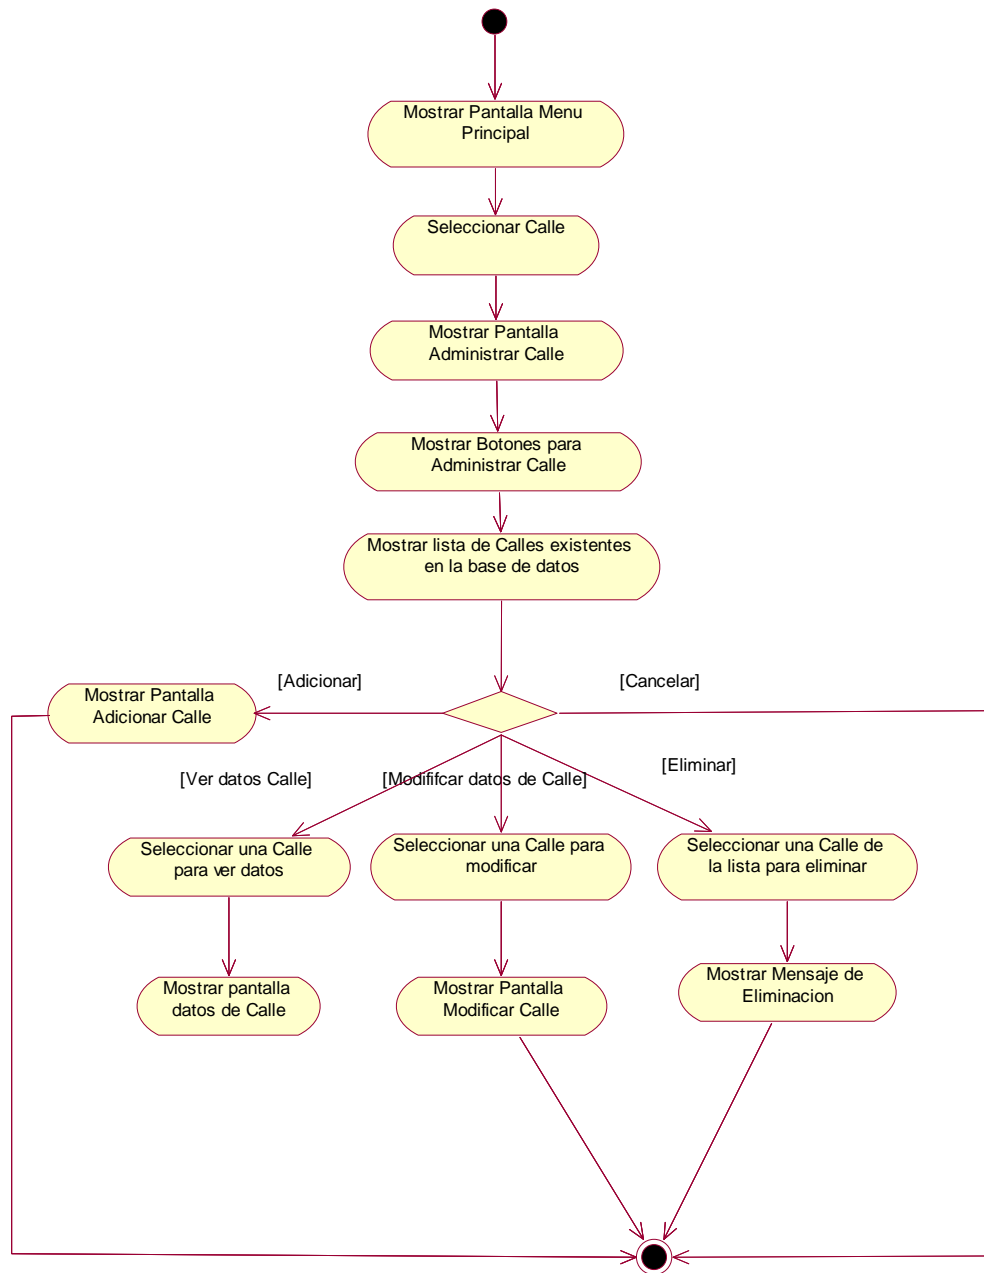 Mostrar Pantalla Menu
Principal
Seleccionar Calle
Mostrar Pantalla
Administrar Calle
Mostrar Botones para
Administrar Calle
Mostrar lista de Calles existentes
en la base de datos
[Adicionar]
[Cancelar]
Mostrar Pantalla
Adicionar Calle
[Ver datos Calle]
[Modififcar datos de Calle]
[Eliminar]
Seleccionar una Calle
para ver datos
Seleccionar una Calle para
modificar
Seleccionar una Calle de
la lista para eliminar
Mostrar pantalla
datos de Calle
Mostrar Pantalla
Modificar Calle
Mostrar Mensaje de
Eliminacion